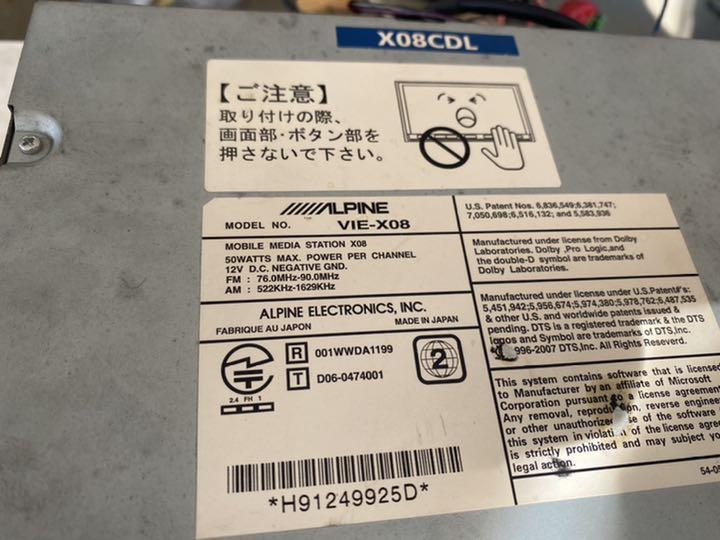 X08CDL
【ご注意】
取り付けの際、
画面部・ボタン部を
押さないで下さい。
ALPINE
MODEL NO. VIE-X08
MOBILE MEDIA STATION X08
50WATTS MAX. POWER PER CHANNEL
12V D.C. NEGATIVE GND.
FM : 76.0MHz-90.0MHz
AM : 522KHz-1629KHz
ALPINE ELECTRONICS, INC.
FABRIQUE AU JAPON MADE IN JAPAN
R 001WWDA1199
T D06-0474001
2
2.4 FH 1
*H91249925D*
U.S. Patent Nos. 6,836,549;6,381,747;
7,050,698;6,516,132; and 5,583,936
Manufactured under license from Dolby
Laboratories. Dolby ,Pro Logic,and
the double-D symbol are trademarks of
Dolby Laboratories.
Manufactured under license under U.S.Patent#'s:
5,451,942;5,956,674;5,974,380;5,978,762;5,487,535
& other U.S. and worldwide patents issued &
pending. DTS is a registered trademark & the DTS
logos and Symbol are trademarks of DTS,Inc.
996-2007 DTS,Inc. All Rights Reseverd.
This system contains software that is licensed
to Manufacturer by an affiliate of Microsoft
Corporation pursuant to a license agreement
Any removal, reprodu on, reverse engine
or other unauthorized use of the software
this system in violati of the license agre
is strictly prohibited and may subject yo
legal action.
54-05